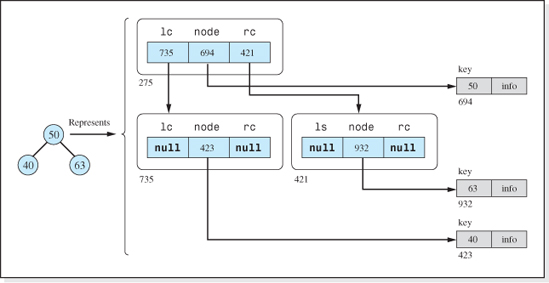 lc node rc
735 694 421
275
key
50 info
694
Represents
50
40 63
lc node rc
null 423 null
735
ls node rc
null 932 null
421
key
63 info
932
key
40 info
423